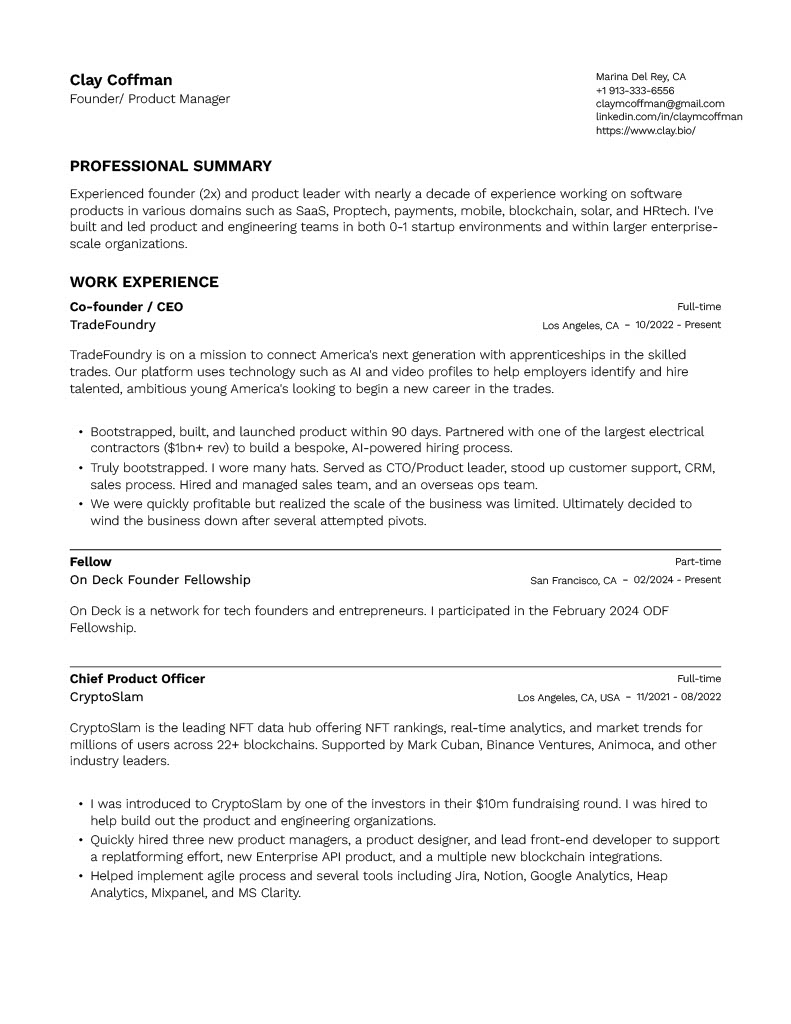 Clay Coffman
Founder/ Product Manager
Marina Del Rey, CA
+1 913-333-6556
claymcoffman@gmail.com
linkedin.com/in/claymcoffman
https://www.clay.bio/
PROFESSIONAL SUMMARY
Experienced founder (2x) and product leader with nearly a decade of experience working on software
products in various domains such as SaaS, Proptech, payments, mobile, blockchain, solar, and HRtech. I've
built and led product and engineering teams in both 0-1 startup environments and within larger enterprise-
scale organizations.
WORK EXPERIENCE
Co-founder / CEO
Full-time
TradeFoundry
Los Angeles, CA – 10/2022 - Present
TradeFoundry is on a mission to connect America's next generation with apprenticeships in the skilled
trades. Our platform uses technology such as AI and video profiles to help employers identify and hire
talented, ambitious young America's looking to begin a new career in the trades.
• Bootstrapped, built, and launched product within 90 days. Partnered with one of the largest electrical
contractors ($1bn+ rev) to build a bespoke, AI-powered hiring process.
• Truly bootstrapped. I wore many hats. Served as CTO/Product leader, stood up customer support, CRM,
sales process. Hired and managed sales team, and an overseas ops team.
• We were quickly profitable but realized the scale of the business was limited. Ultimately decided to
wind the business down after several attempted pivots.
Fellow
Part-time
On Deck Founder Fellowship
San Francisco, CA – 02/2024 - Present
On Deck is a network for tech founders and entrepreneurs. I participated in the February 2024 ODF
Fellowship.
Chief Product Officer
Full-time
CryptoSlam
Los Angeles, CA, USA – 11/2021 - 08/2022
CryptoSlam is the leading NFT data hub offering NFT rankings, real-time analytics, and market trends for
millions of users across 22+ blockchains. Supported by Mark Cuban, Binance Ventures, Animoca, and other
industry leaders.
• I was introduced to CryptoSlam by one of the investors in their $10m fundraising round. I was hired to
help build out the product and engineering organizations.
• Quickly hired three new product managers, a product designer, and lead front-end developer to support
a replatforming effort, new Enterprise API product, and a multiple new blockchain integrations.
• Helped implement agile process and several tools including Jira, Notion, Google Analytics, Heap
Analytics, Mixpanel, and MS Clarity.